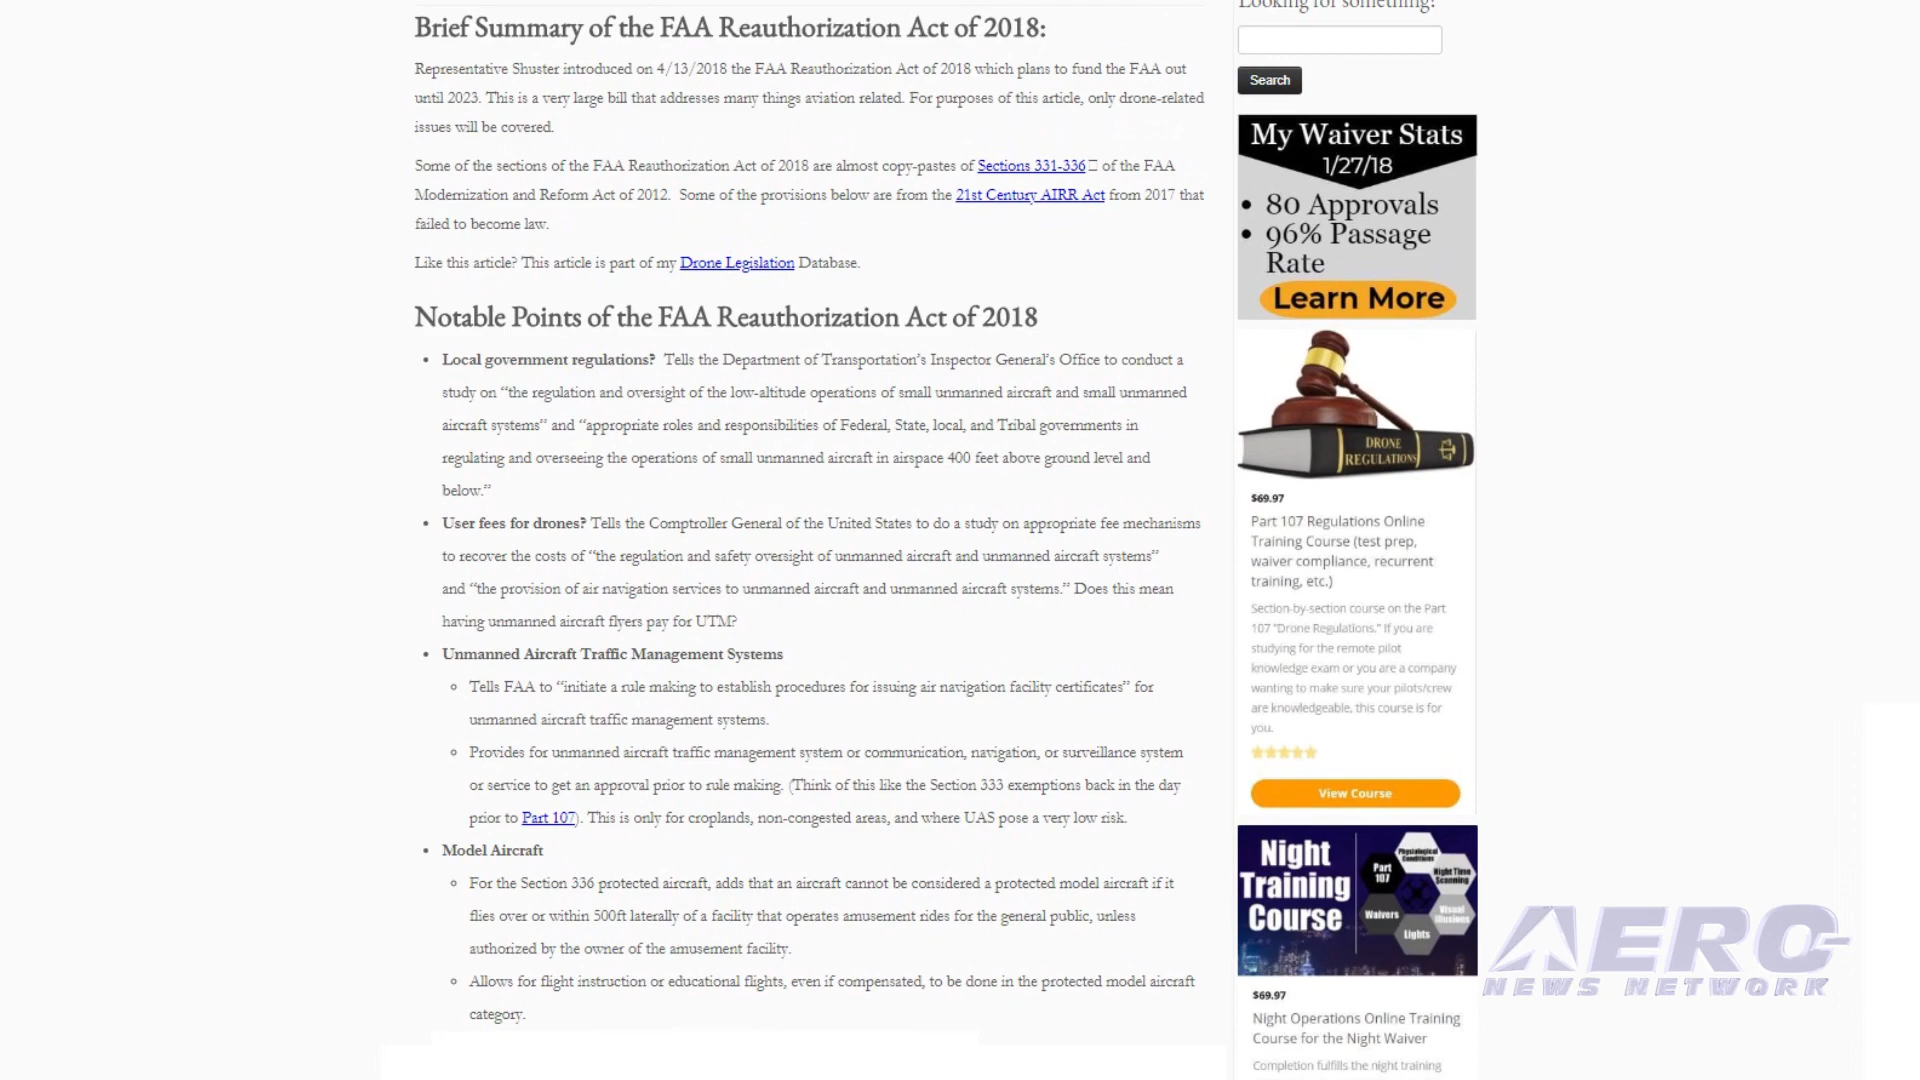 Brief Summary of the FAA Reauthorization Act of 2018:
Representative Shuster introduced on 4/13/2018 the FAA Reauthorization Act of 2018 which plans to fund the FAA out
until 2023. This is a very large bill that addresses many things aviation related. For purposes of this article, only drone-related
issues will be covered.
Some of the sections of the FAA Reauthorization Act of 2018 are almost copy-pastes of Sections 331-336 of the FAA
Modernization and Reform Act of 2012. Some of the provisions below are from the 21st Century AIRR Act from 2017 that
failed to become law.
Like this article? This article is part of my Drone Legislation Database.
Notable Points of the FAA Reauthorization Act of 2018
• Local government regulations? Tells the Department of Transportation’s Inspector General’s Office to conduct a
study on “the regulation and oversight of the low-altitude operations of small unmanned aircraft and small unmanned
aircraft systems” and “appropriate roles and responsibilities of Federal, State, local, and Tribal governments in
regulating and overseeing the operations of small unmanned aircraft in airspace 400 feet above ground level and
below.”
• User fees for drones? Tells the Comptroller General of the United States to do a study on appropriate fee mechanisms
to recover the costs of “the regulation and safety oversight of unmanned aircraft and unmanned aircraft systems”
and “the provision of air navigation services to unmanned aircraft and unmanned aircraft systems.” Does this mean
having unmanned aircraft flyers pay for UTM?
• Unmanned Aircraft Traffic Management Systems
◦ Tells FAA to “initiate a rule making to establish procedures for issuing air navigation facility certificates” for
unmanned aircraft traffic management systems.
◦ Provides for unmanned aircraft traffic management system or communication, navigation, or surveillance system
or service to get an approval prior to rule making. (Think of this like the Section 333 exemptions back in the day
prior to Part 107). This is only for croplands, non-congested areas, and where UAS pose a very low risk.
• Model Aircraft
◦ For the Section 336 protected aircraft, adds that an aircraft cannot be considered a protected model aircraft if it
flies over or within 500ft laterally of a facility that operates amusement rides for the general public, unless
authorized by the owner of the amusement facility.
◦ Allows for flight instruction or educational flights, even if compensated, to be done in the protected model aircraft
category.
Looking for something?
Search
My Waiver Stats
1/27/18
• 80 Approvals
• 96% Passage
Rate
Learn More
DRONE
REGULATIONS
$69.97
Part 107 Regulations Online
Training Course (test prep,
waiver compliance, recurrent
training, etc.)
Section-by-section course on the Part
107 "Drone Regulations." If you are
studying for the remote pilot
knowledge exam or you are a company
wanting to make sure your pilots/crew
are knowledgeable, this course is for
you.
View Course
Night
Training
Course
Physiological
Conditions
Part
107
Night Time
Scanning
Waivers
Visual
Illusions
Lights
$69.97
Night Operations Online Training
Course for the Night Waiver
Completion fulfills the night training
AERO-
NEWS NETWORK